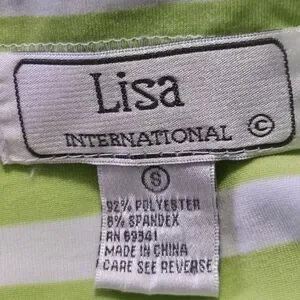 Lisa
INTERNATIONAL ©
S
92% POLYESTER
8% SPANDEX
RN 69341
MADE IN CHINA
CARE SEE REVERSE